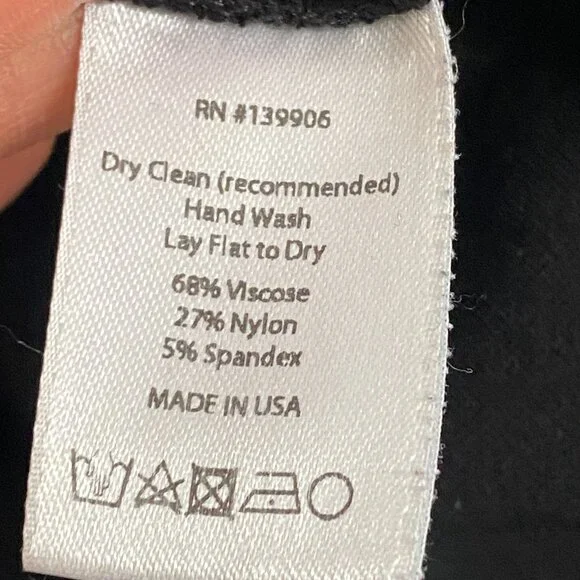 RN #139906
Dry Clean (recommended)
Hand Wash
Lay Flat to Dry
68% Viscose
27% Nylon
5% Spandex
MADE IN USA